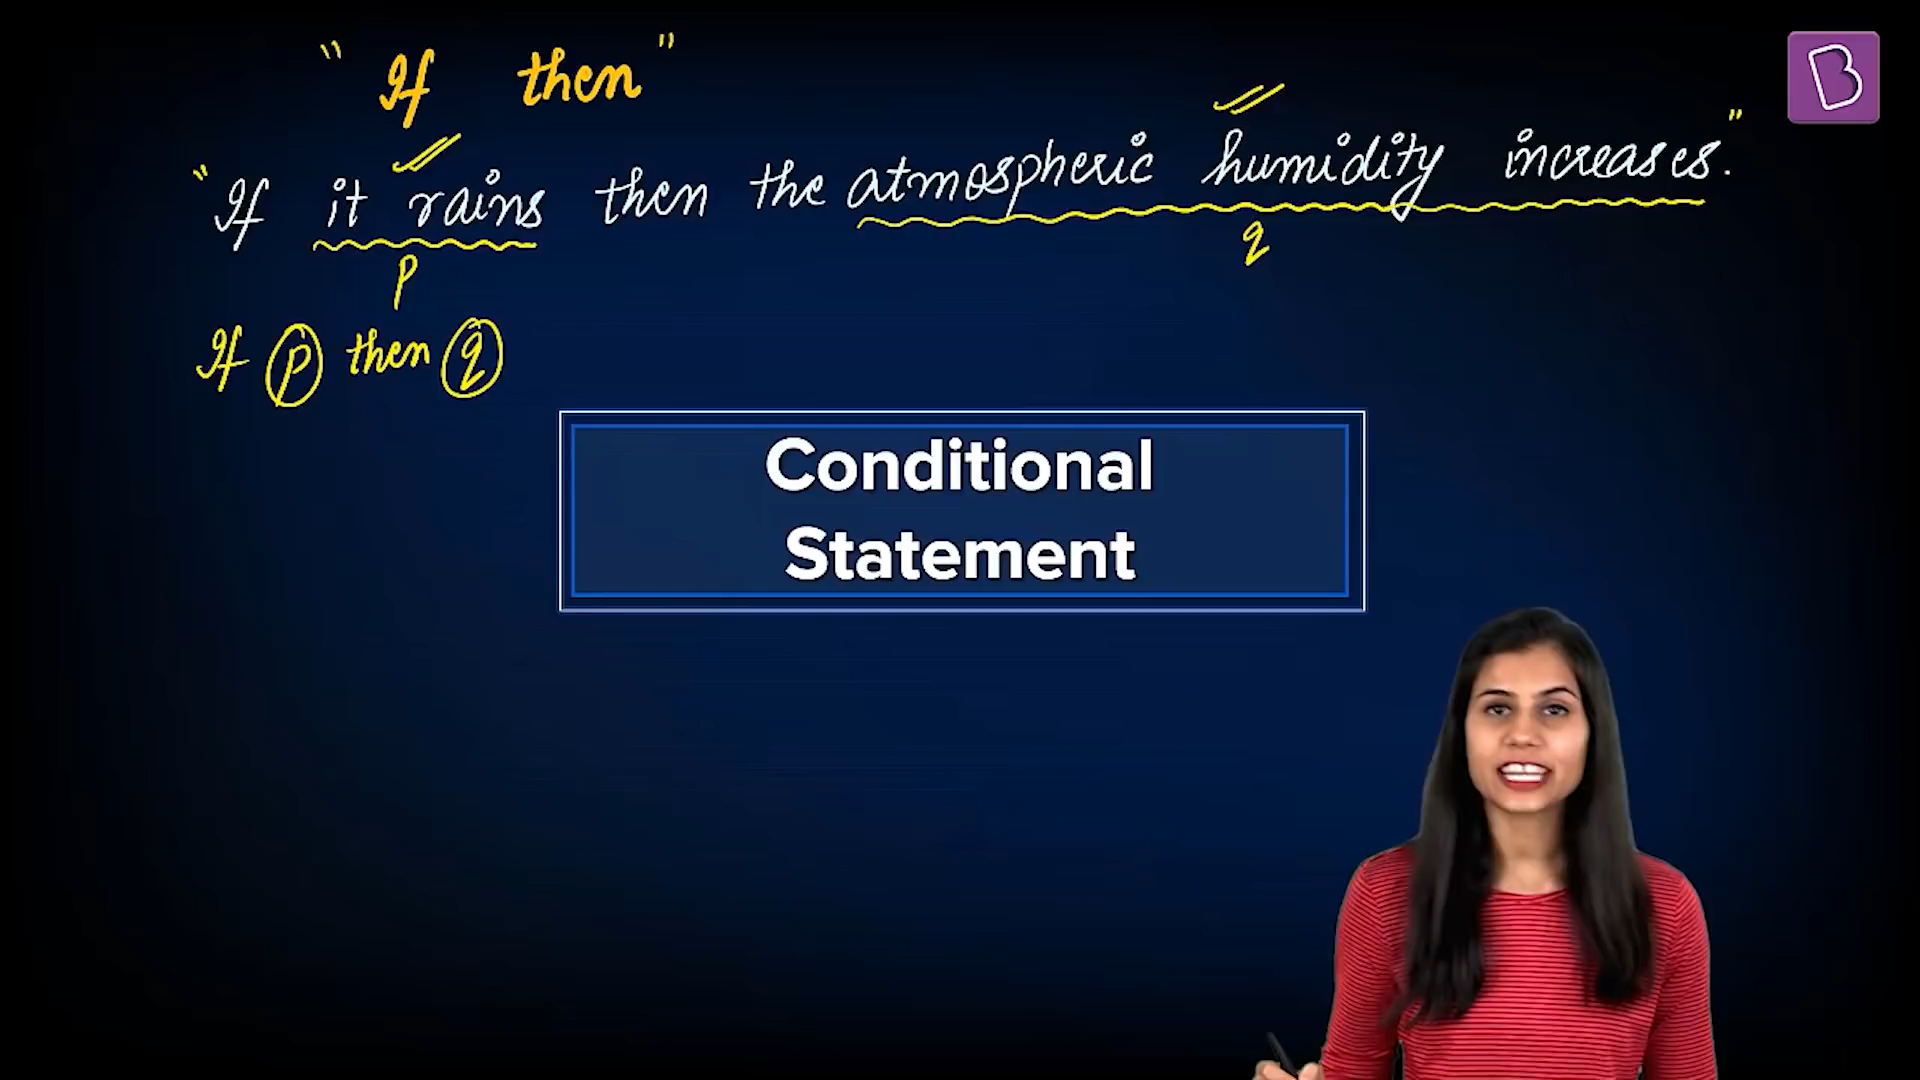 "If then"
"If it rains then the atmospheric humidity increases."
p q
If p then q
Conditional
Statement
B